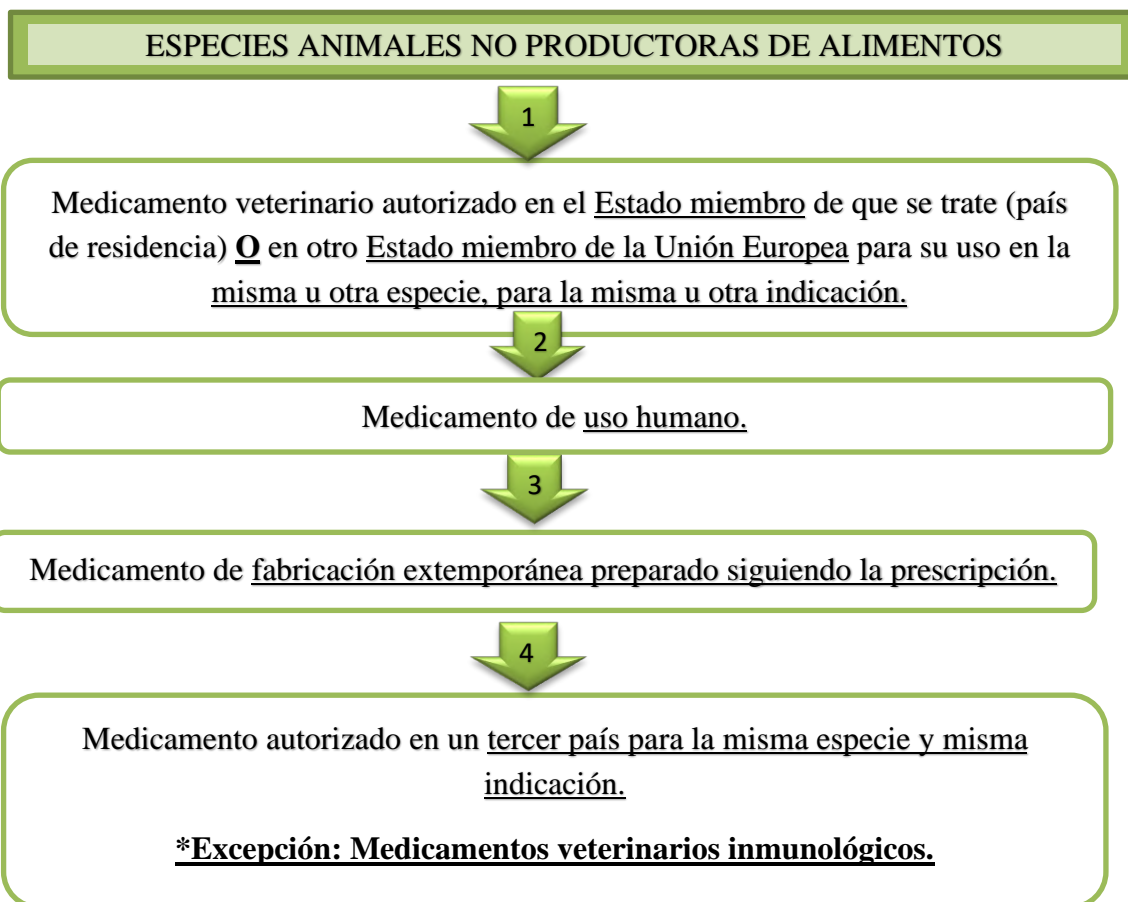 ESPECIES ANIMALES NO PRODUCTORAS DE ALIMENTOS
1
Medicamento veterinario autorizado en el Estado miembro de que se trate (país
de residencia) O en otro Estado miembro de la Unión Europea para su uso en la
misma u otra especie, para la misma u otra indicación.
2
Medicamento de uso humano.
3
Medicamento de fabricación extemporánea preparado siguiendo la prescripción.
4
Medicamento autorizado en un tercer país para la misma especie y misma
indicación.
*Excepción: Medicamentos veterinarios inmunológicos.